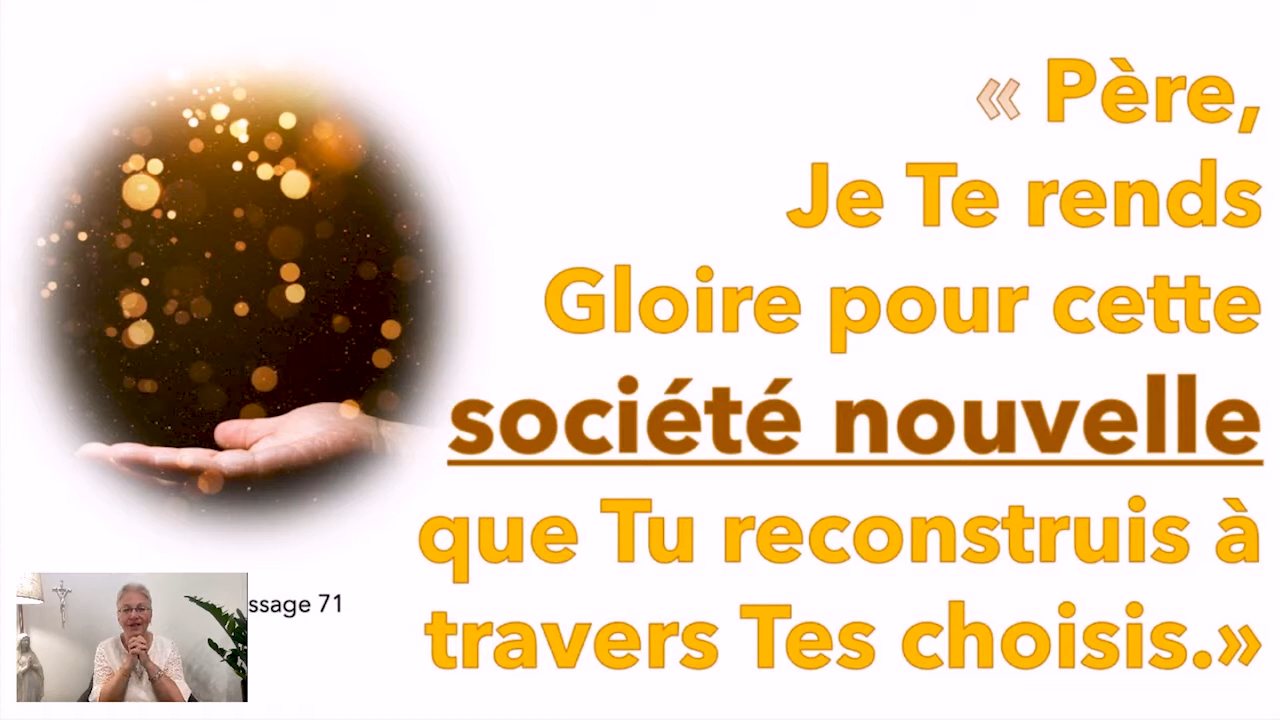 « Père,
Je Te rends
Gloire pour cette
société nouvelle
que Tu reconstruis à
travers Tes choisis.»
ssage 71